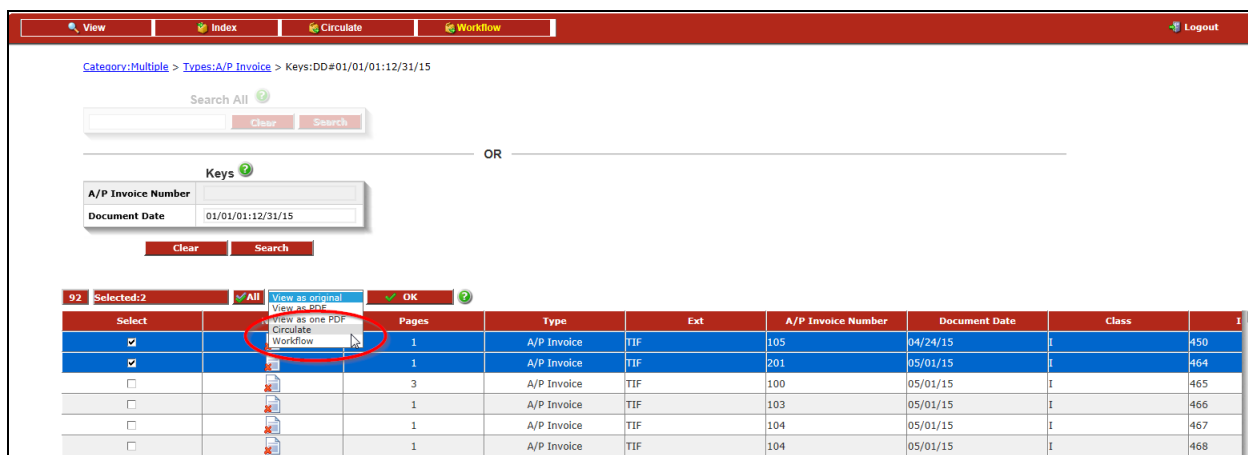 View Index Circulate Workflow Logout
Category:Multiple > Types:A/P Invoice > Keys:DD#01/01/01:12/31/15
Search All
Clear Search
OR
Keys
A/P Invoice Number
Document Date 01/01/01:12/31/15
Clear Search
92 Selected:2 All View as original OK
View as PDF
View as one PDF
Circulate
Workflow
Select Pages Type Ext A/P Invoice Number Document Date Class
1 A/P Invoice TIF 105 04/24/15 I 450
1 A/P Invoice TIF 201 05/01/15 I 464
3 A/P Invoice TIF 100 05/01/15 I 465
1 A/P Invoice TIF 103 05/01/15 I 466
1 A/P Invoice TIF 104 05/01/15 I 467
1 A/P Invoice TIF 104 05/01/15 I 468